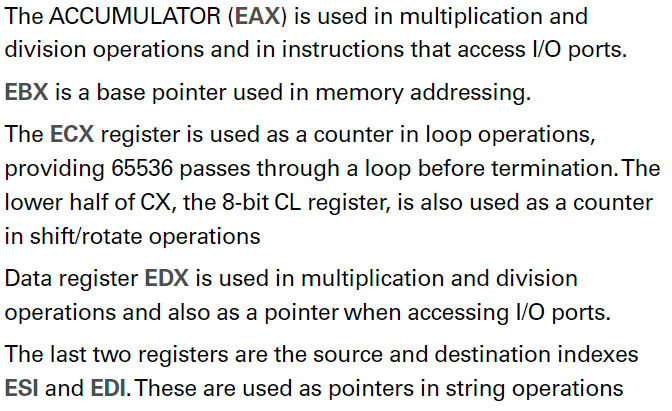 The ACCUMULATOR (EAX) is used in multiplication and
division operations and in instructions that access I/O ports.
EBX is a base pointer used in memory addressing.
The ECX register is used as a counter in loop operations,
providing 65536 passes through a loop before termination. The
lower half of CX, the 8-bit CL register, is also used as a counter
in shift/rotate operations
Data register EDX is used in multiplication and division
operations and also as a pointer when accessing I/O ports.
The last two registers are the source and destination indexes
ESI and EDI. These are used as pointers in string operations